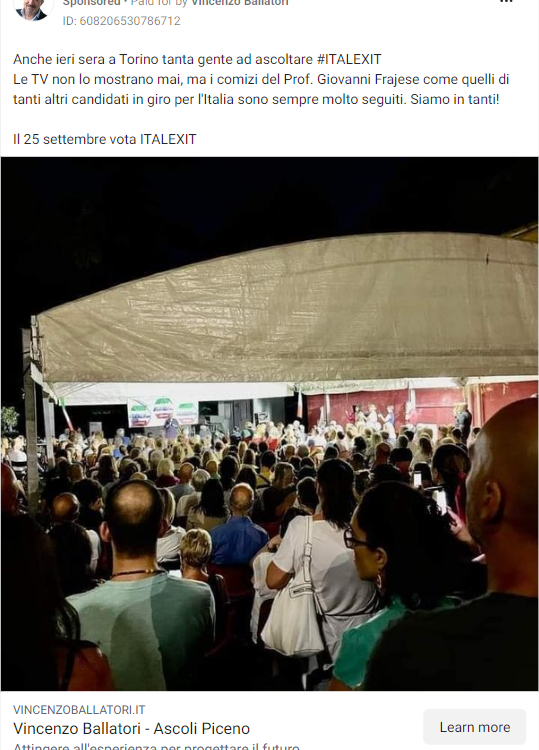 Sponsored • Paid for by Vincenzo Ballatori
ID: 608206530786712
Anche ieri sera a Torino tanta gente ad ascoltare #ITALEXIT
Le TV non lo mostrano mai, ma i comizi del Prof. Giovanni Frajese come quelli di
tanti altri candidati in giro per l'Italia sono sempre molto seguiti. Siamo in tanti!
Il 25 settembre vota ITALEXIT
VINCENZOBALLATORI.IT
Vincenzo Ballatori - Ascoli Piceno
Learn more
Attingere all'esperienza per progettare il futuro